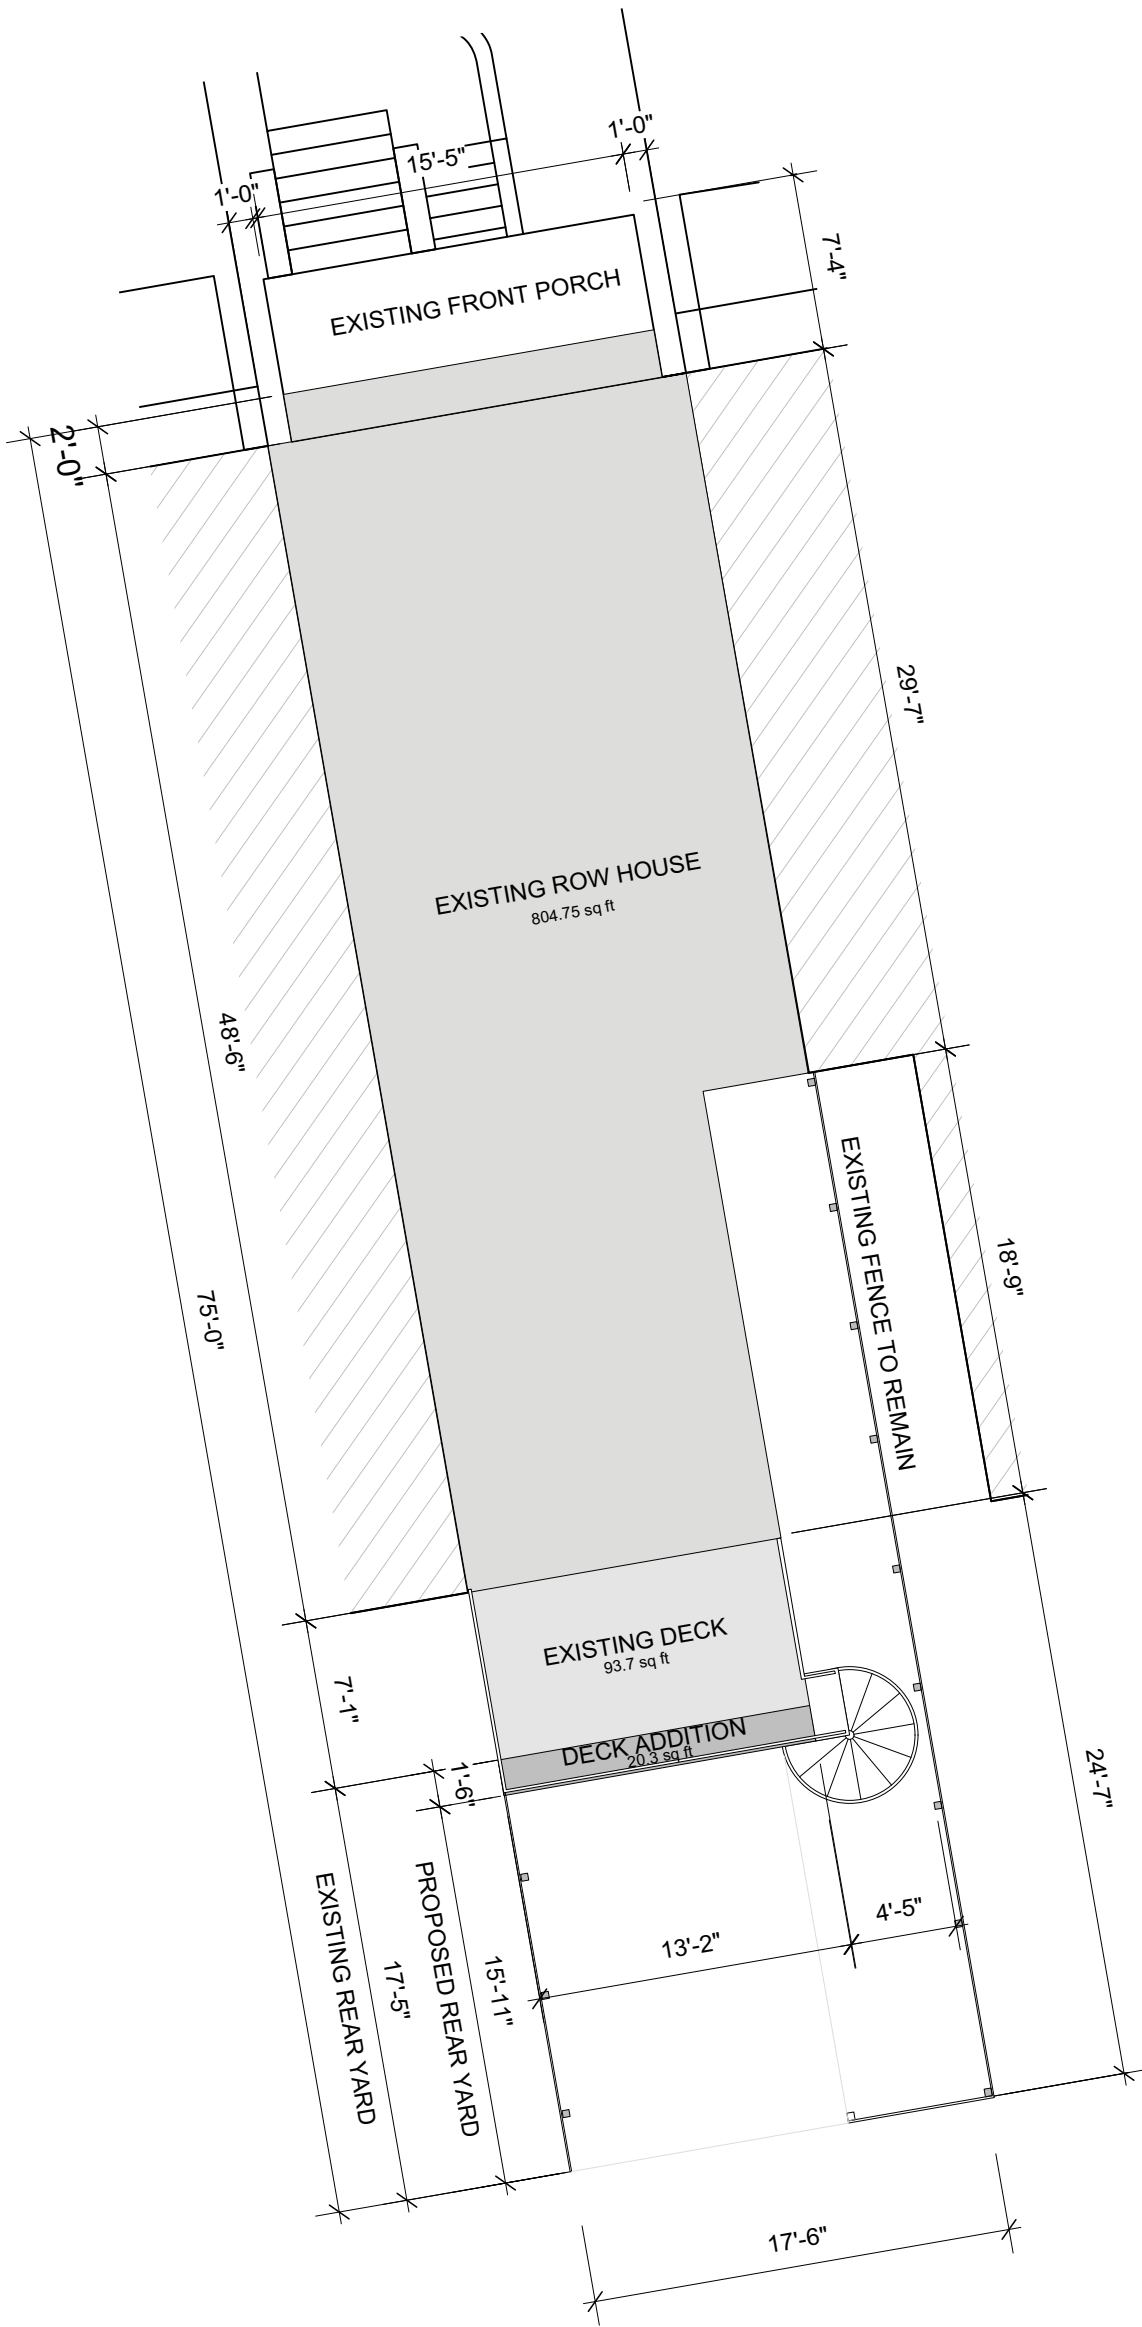 1'-0"
15'-5"
1'-0"
7'-4"
EXISTING FRONT PORCH
2'-0"
29'-7"
EXISTING ROW HOUSE
804.75 sq ft
48'-6"
75'-0"
EXISTING FENCE TO REMAIN
18'-9"
EXISTING DECK
93.7 sq ft
7'-1"
DECK ADDITION
20.3 sq ft
1'-6"
24'-7"
EXISTING REAR YARD
17'-5"
PROPOSED REAR YARD
15'-11"
13'-2"
4'-5"
17'-6"